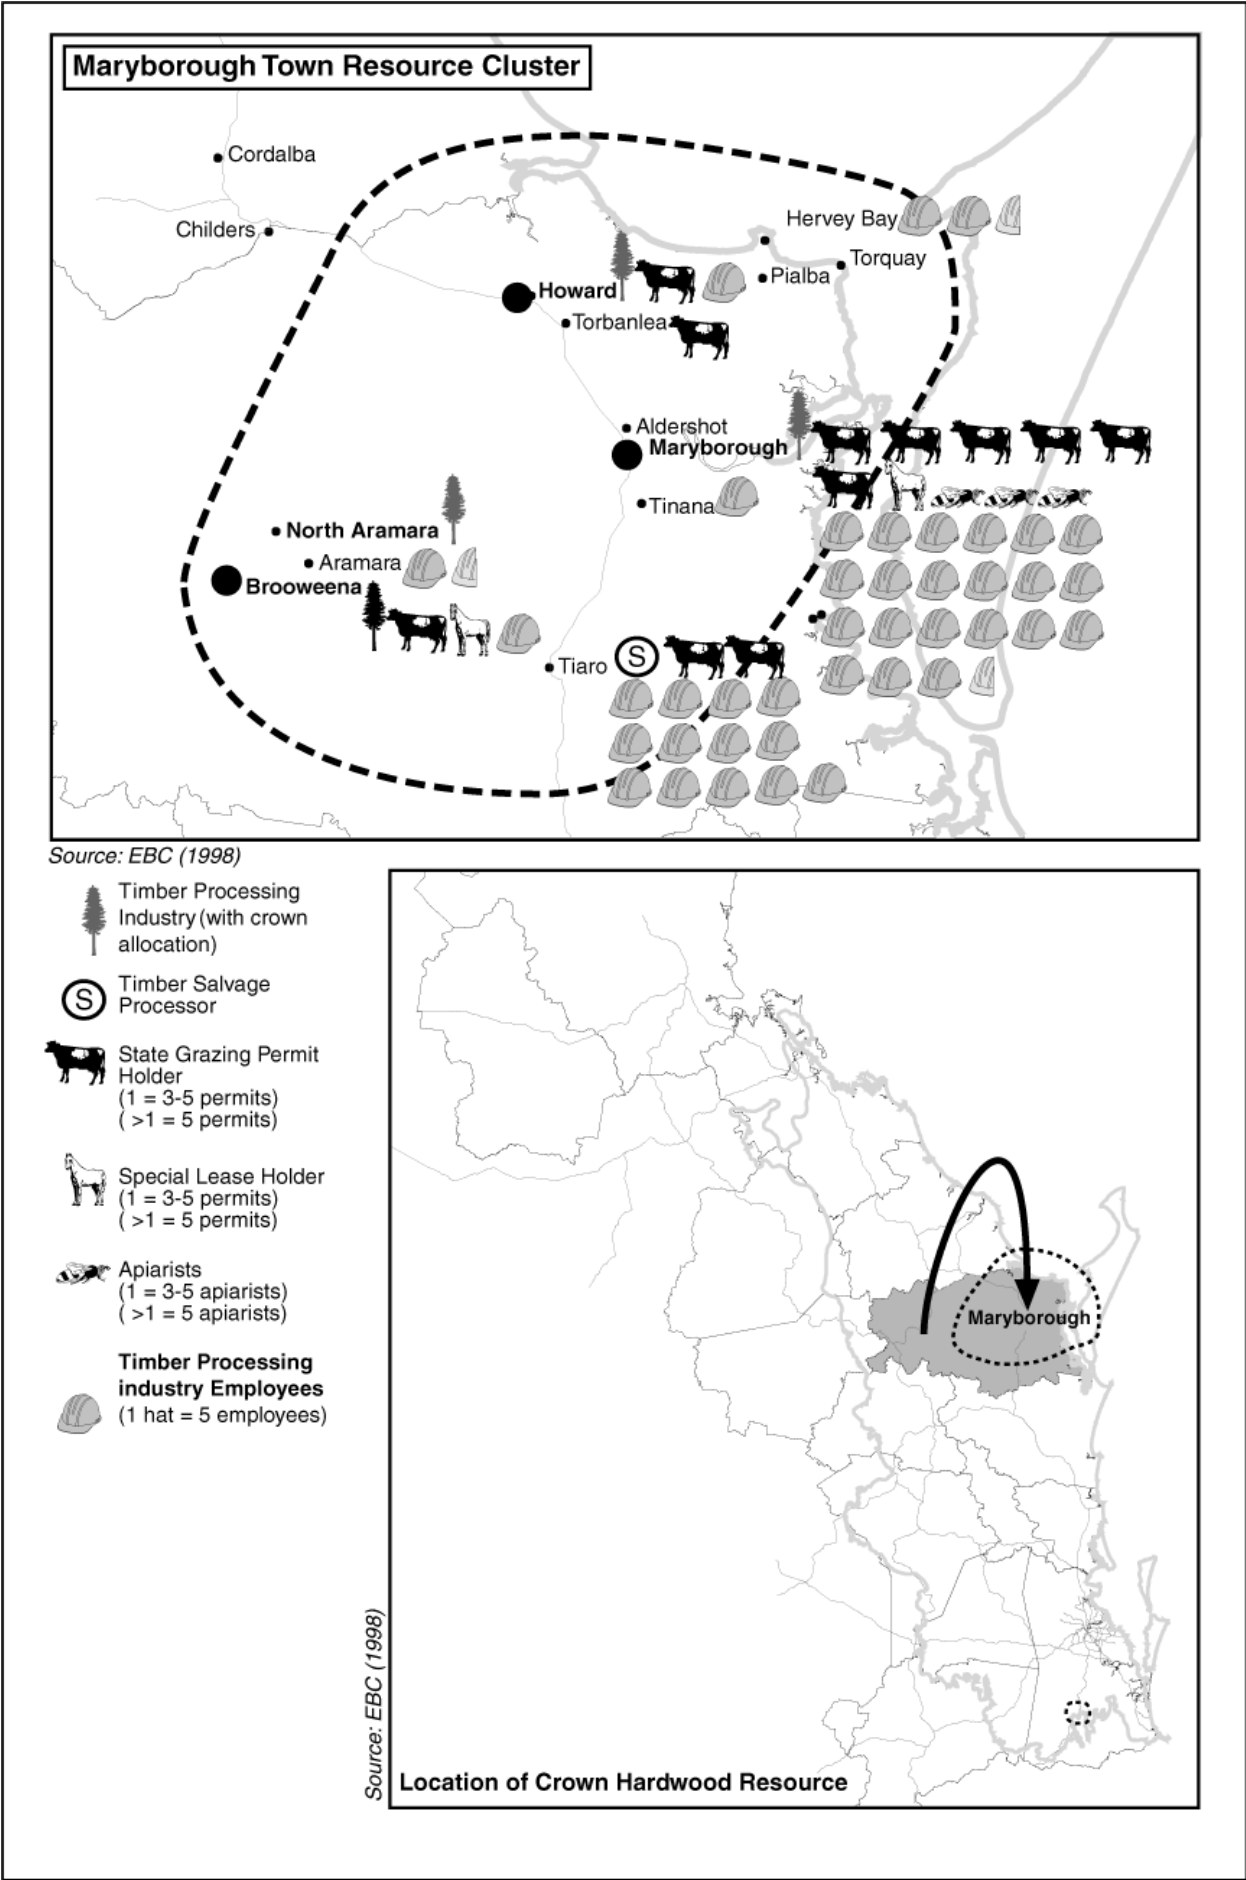 Maryborough Town Resource Cluster
Cordalba
Childers
Hervey Bay
Torquay
Pialba
Howard
Torbanlea
Aldershot
Maryborough
Tinana
North Aramara
Aramara
Brooweena
Tiaro
S
Source: EBC (1998)
Timber Processing
Industry (with crown
allocation)
S
Timber Salvage
Processor
State Grazing Permit
Holder
(1 = 3-5 permits)
( >1 = 5 permits)
Special Lease Holder
(1 = 3-5 permits)
( >1 = 5 permits)
Apiarists
(1 = 3-5 apiarists)
( >1 = 5 apiarists)
Timber Processing
industry Employees
(1 hat = 5 employees)
Maryborough
Source: EBC (1998)
Location of Crown Hardwood Resource